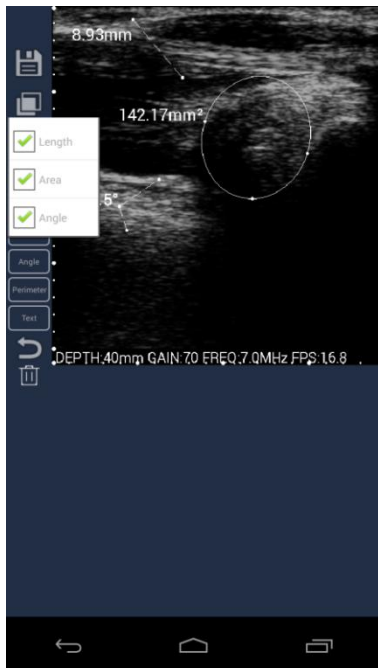 8.93mm
142.17mm²
Length
Area
5°
Angle
Angle
Perimeter
Text
DEPTH:40mm GAIN:70 FREQ:7.0MHz FPS:16.8